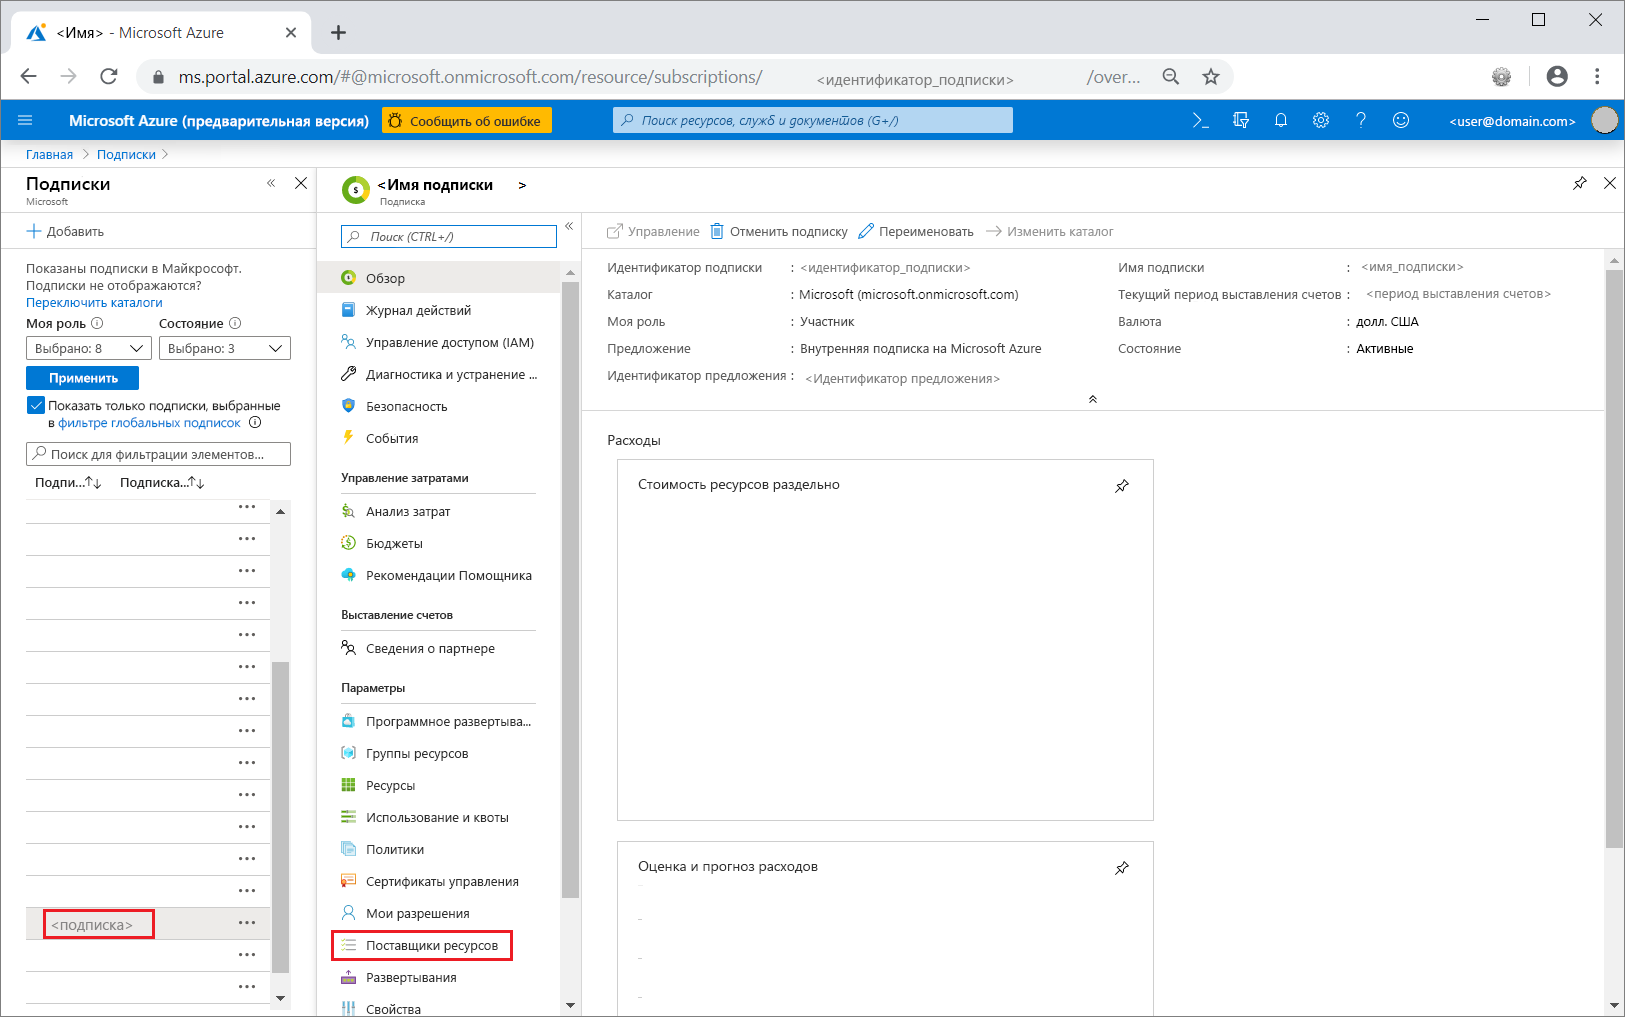 <Имя> - Microsoft Azure
ms.portal.azure.com/#@microsoft.onmicrosoft.com/resource/subscriptions/ <идентификатор_подписки> /over...
Microsoft Azure (предварительная версия)
Сообщить об ошибке
Поиск ресурсов, служб и документов (G+/)
<user@domain.com>
Главная > Подписки >
Подписки
Microsoft
Добавить
Показаны подписки в Майкрософт.
Подписки не отображаются?
Переключить каталоги
Моя роль
Состояние
Выбрано: 8
Выбрано: 3
Применить
Показать только подписки, выбранные
в фильтре глобальных подписок
Поиск для фильтрации элементов...
Подпи...
Подписка...
<подписка>
<Имя подписки >
Подписка
Поиск (CTRL+/)
Обзор
Журнал действий
Управление доступом (IAM)
Диагностика и устранение ...
Безопасность
События
Управление затратами
Анализ затрат
Бюджеты
Рекомендации Помощника
Выставление счетов
Сведения о партнере
Параметры
Программное развертыва...
Группы ресурсов
Ресурсы
Использование и квоты
Политики
Сертификаты управления
Мои разрешения
Поставщики ресурсов
Развертывания
Свойства
Управление
Отменить подписку
Переименовать
Изменить каталог
Идентификатор подписки : <идентификатор_подписки>
Каталог : Microsoft (microsoft.onmicrosoft.com)
Моя роль : Участник
Предложение : Внутренняя подписка на Microsoft Azure
Идентификатор предложения : <Идентификатор предложения>
Имя подписки : <имя_подписки>
Текущий период выставления счетов : <период выставления счетов>
Валюта : долл. США
Состояние : Активные
Расходы
Стоимость ресурсов раздельно
Оценка и прогноз расходов